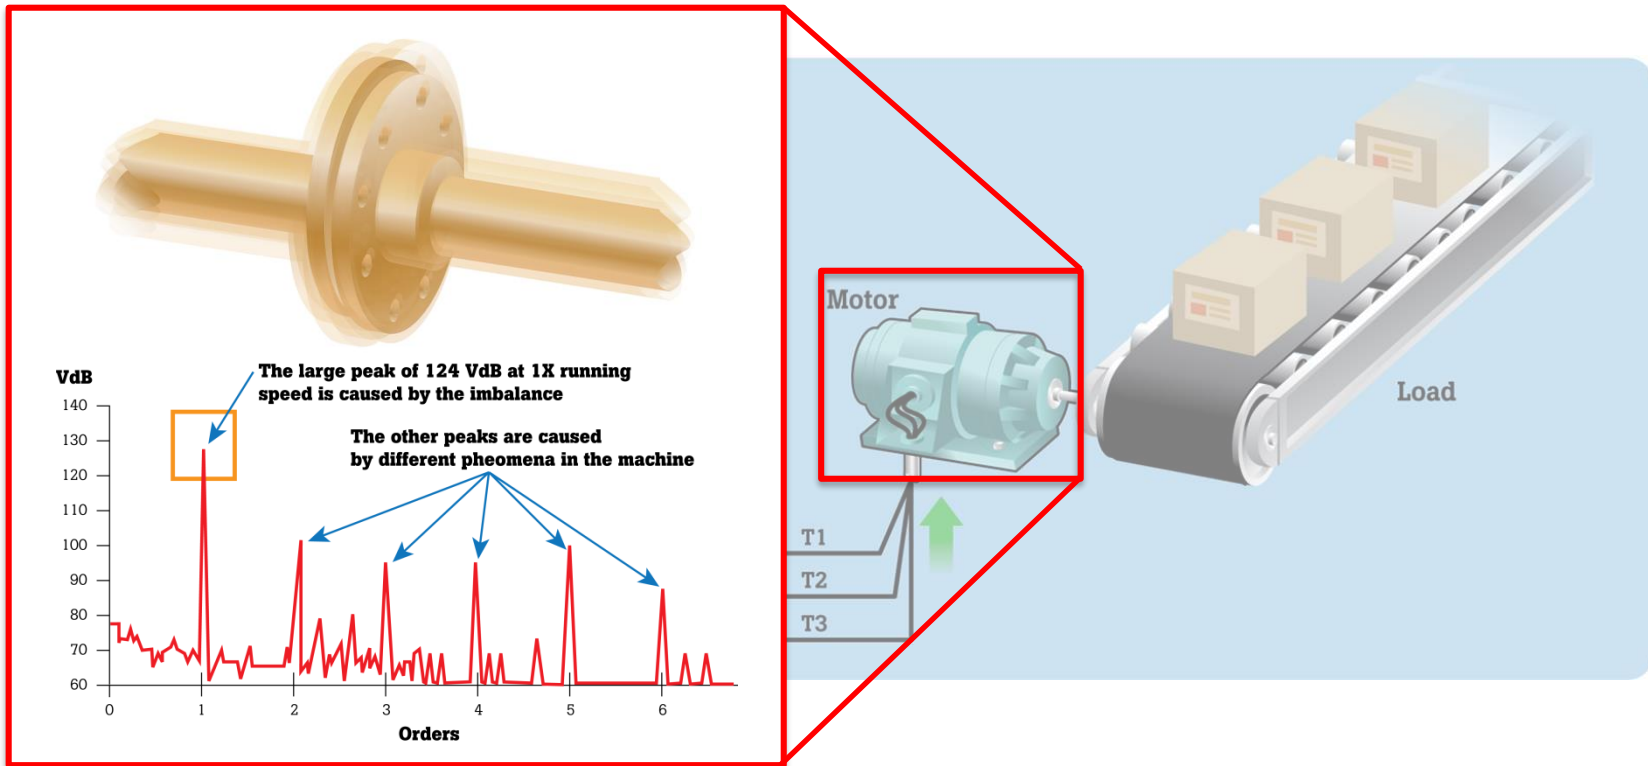 The large peak of 124 VdB at 1X running
speed is caused by the imbalance
VdB
140
130
120
110
100
90
80
70
60
The other peaks are caused
by different pheomena in the machine
0 1 2 3 4 5 6
Orders
Motor
Load
T1
T2
T3